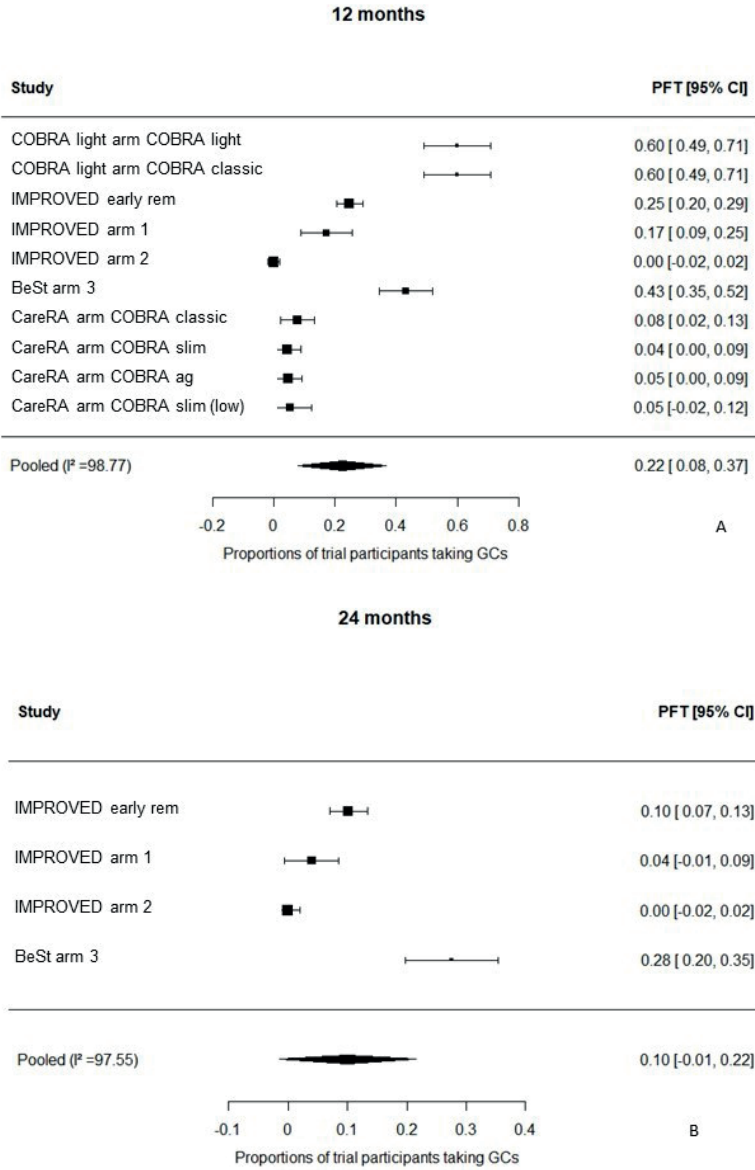 12 months
Study PFT [95% CI]
COBRA light arm COBRA light 0.60 [ 0.49, 0.71]
COBRA light arm COBRA classic 0.60 [ 0.49, 0.71]
IMPROVED early rem 0.25 [ 0.20, 0.29]
IMPROVED arm 1 0.17 [ 0.09, 0.25]
IMPROVED arm 2 0.00 [-0.02, 0.02]
BeSt arm 3 0.43 [ 0.35, 0.52]
CareRA arm COBRA classic 0.08 [ 0.02, 0.13]
CareRA arm COBRA slim 0.04 [ 0.00, 0.09]
CareRA arm COBRA ag 0.05 [ 0.00, 0.09]
CareRA arm COBRA slim (low) 0.05 [-0.02, 0.12]
Pooled (I² =98.77) 0.22 [ 0.08, 0.37]
-0.2 0 0.2 0.4 0.6 0.8 A
Proportions of trial participants taking GCs
24 months
Study PFT [95% CI]
IMPROVED early rem 0.10 [ 0.07, 0.13]
IMPROVED arm 1 0.04 [-0.01, 0.09]
IMPROVED arm 2 0.00 [-0.02, 0.02]
BeSt arm 3 0.28 [ 0.20, 0.35]
Pooled (I² =97.55) 0.10 [-0.01, 0.22]
-0.1 0 0.1 0.2 0.3 0.4 B
Proportions of trial participants taking GCs